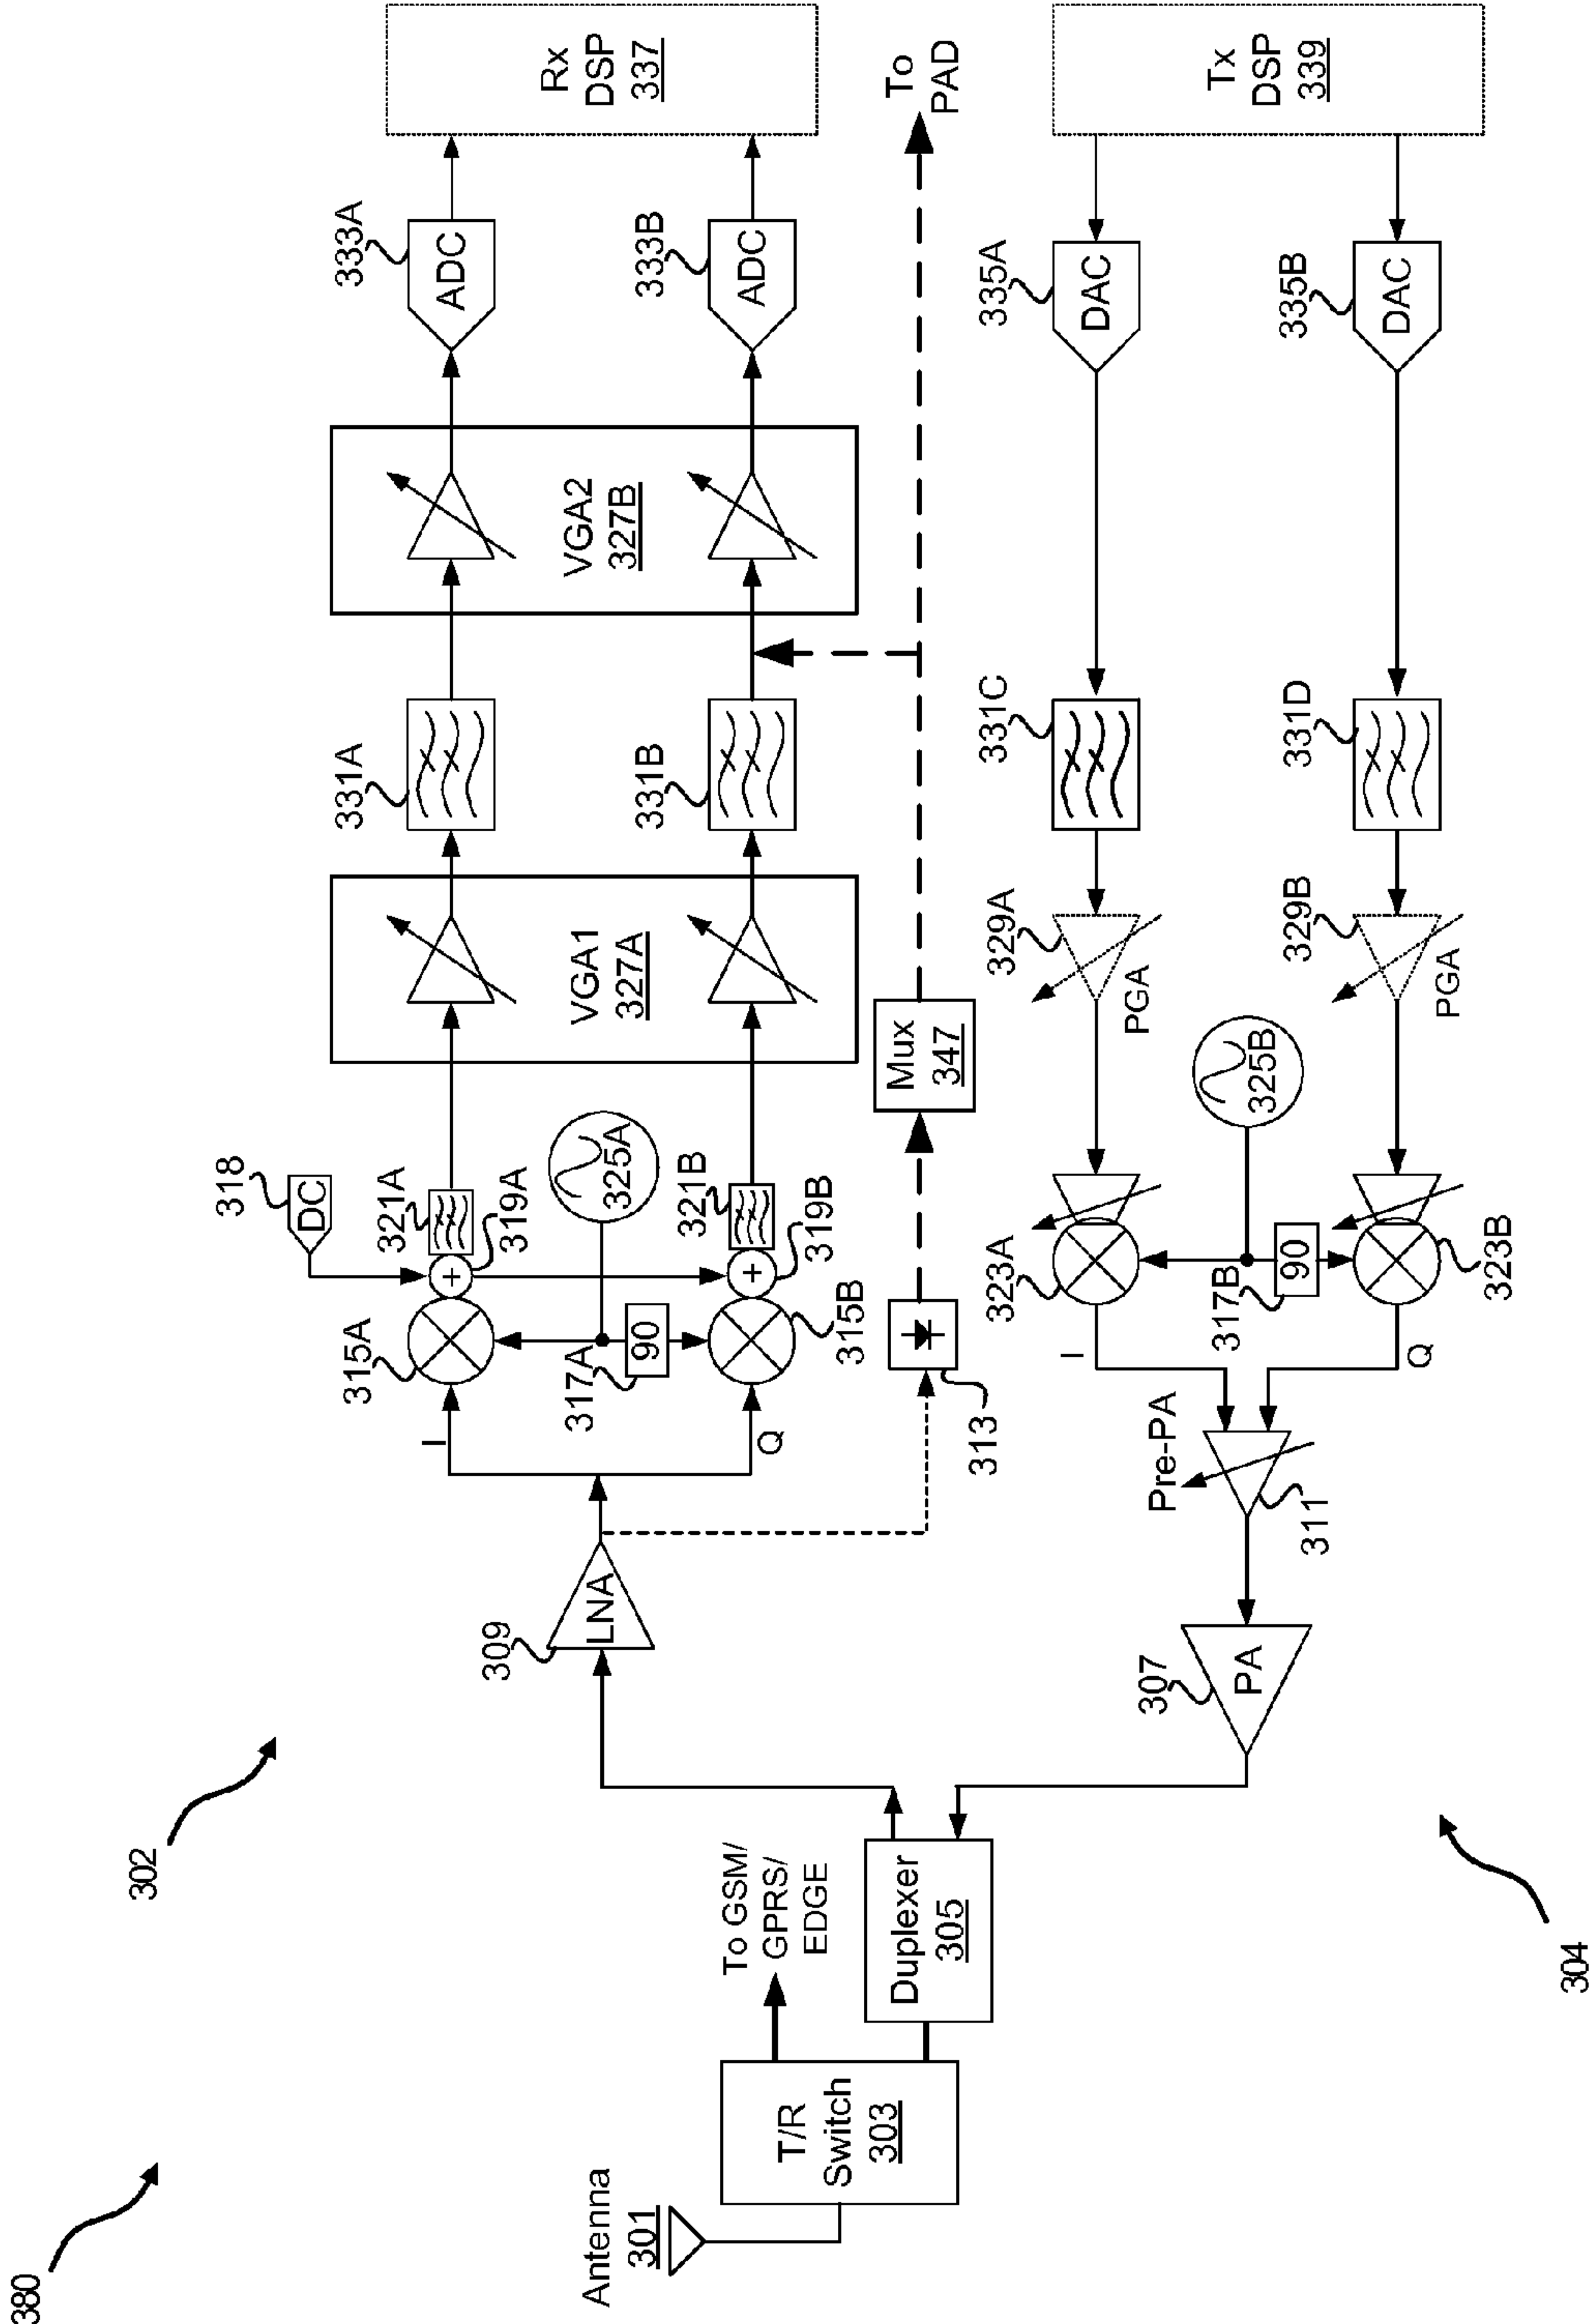 380
302
304
Antenna
301
T/R
Switch
303
To GSM/
GPRS/
EDGE
Duplexer
305
309
LNA
I
Q
315A
317A
90
315B
318
DC
321A
319A
+
325A
321B
319B
+
VGA1
327A
331A
331B
VGA2
327B
333A
ADC
333B
ADC
Rx
DSP
337
313
Mux
347
To
PAD
307
PA
Pre-PA
311
I
Q
323A
317B
90
323B
325B
329A
PGA
329B
PGA
331C
331D
335A
DAC
335B
DAC
Tx
DSP
339